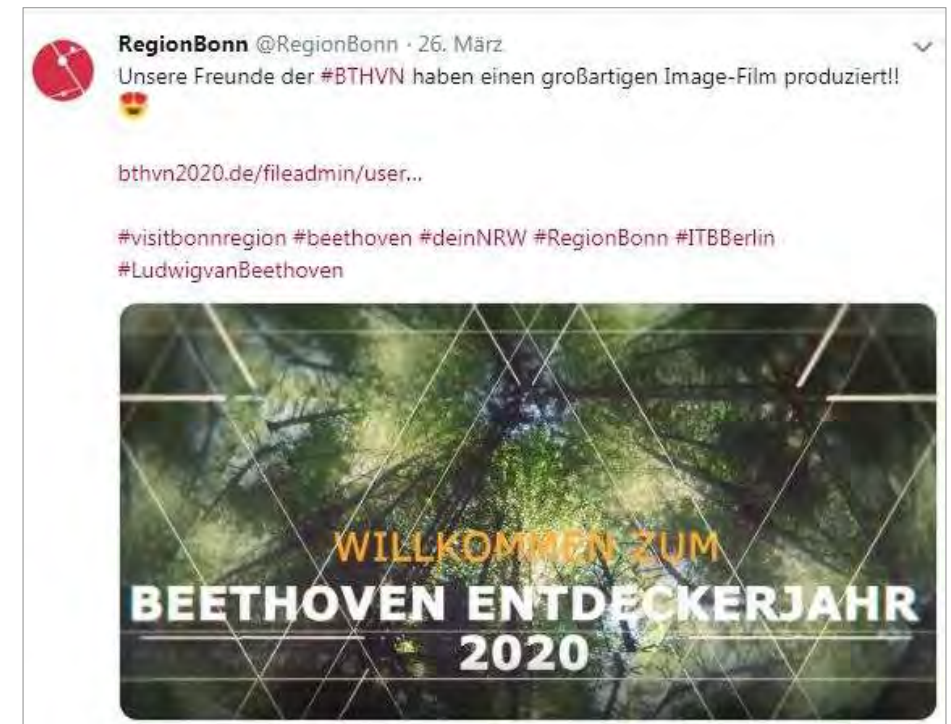 RegionBonn @RegionBonn · 26. März
Unsere Freunde der #BTHVN haben einen großartigen Image-Film produziert!!
😍
bthvn2020.de/fileadmin/user...
#visitbonnregion #beethoven #deinNRW #RegionBonn #ITBBerlin
#LudwigvanBeethoven
WILLKOMMEN ZUM
BEETHOVEN ENTDECKERJAHR
2020